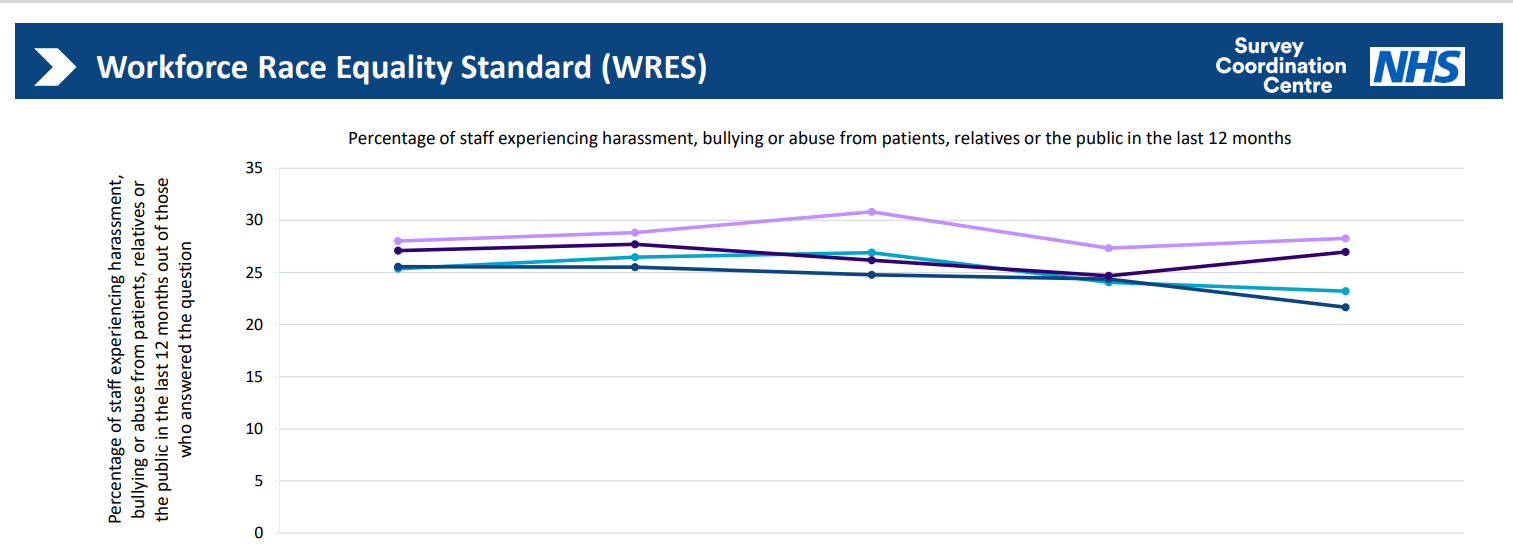 Workforce Race Equality Standard (WRES)
Survey
Coordination
Centre
NHS
Percentage of staff experiencing harassment, bullying or abuse from patients, relatives or the public in the last 12 months
Percentage of staff experiencing harassment,
bullying or abuse from patients, relatives or
the public in the last 12 months out of those
who answered the question
35
30
25
20
15
10
5
0